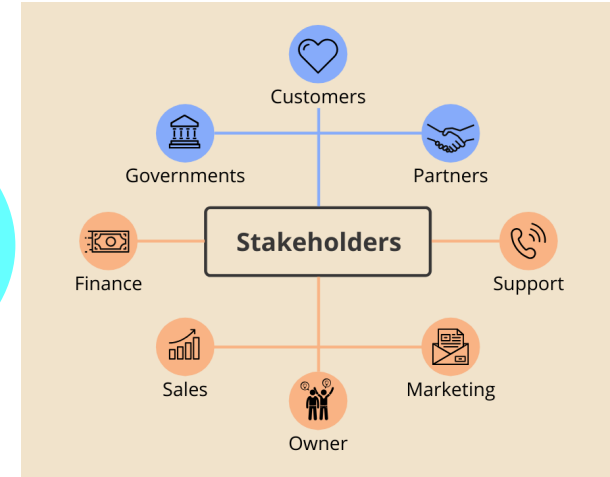 Customers
Governments
Partners
Stakeholders
Finance
Support
Sales
Marketing
Owner